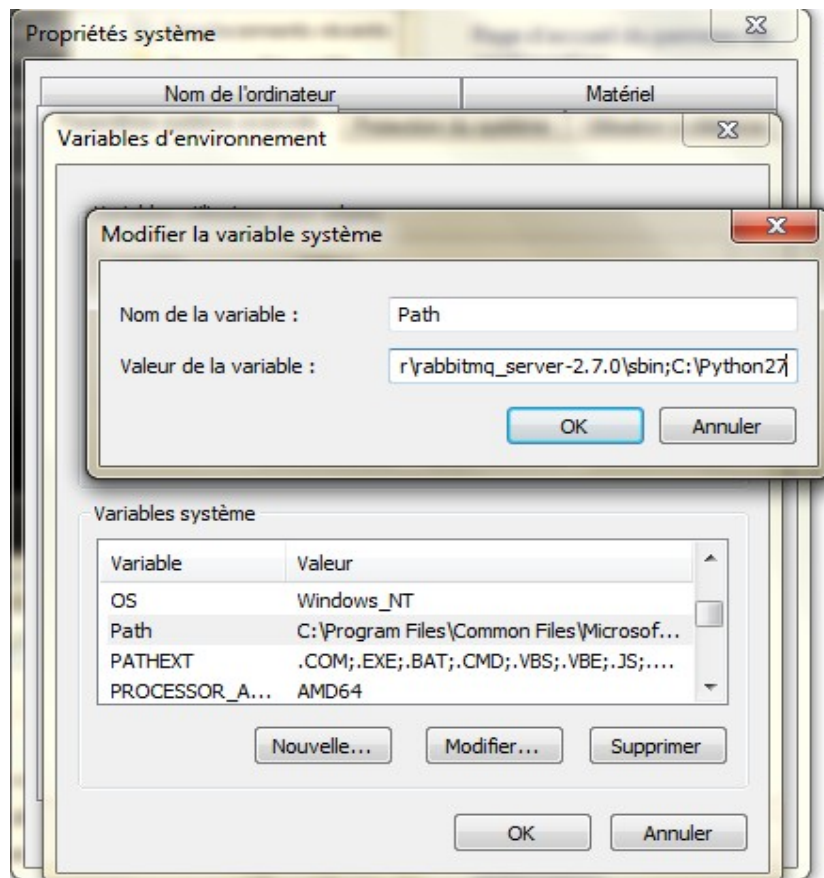 Propriétés système
Nom de l'ordinateur
Matériel
Variables d'environnement
Modifier la variable système
Nom de la variable :
Path
Valeur de la variable :
r\rabbitmq_server-2.7.0\sbin;C:\Python27
OK
Annuler
Variables système
Variable
Valeur
OS
Windows_NT
Path
C:\Program Files\Common Files\Microsof...
PATHEXT
.COM;.EXE;.BAT;.CMD;.VBS;.VBE;.JS;....
PROCESSOR_A...
AMD64
Nouvelle...
Modifier...
Supprimer
OK
Annuler